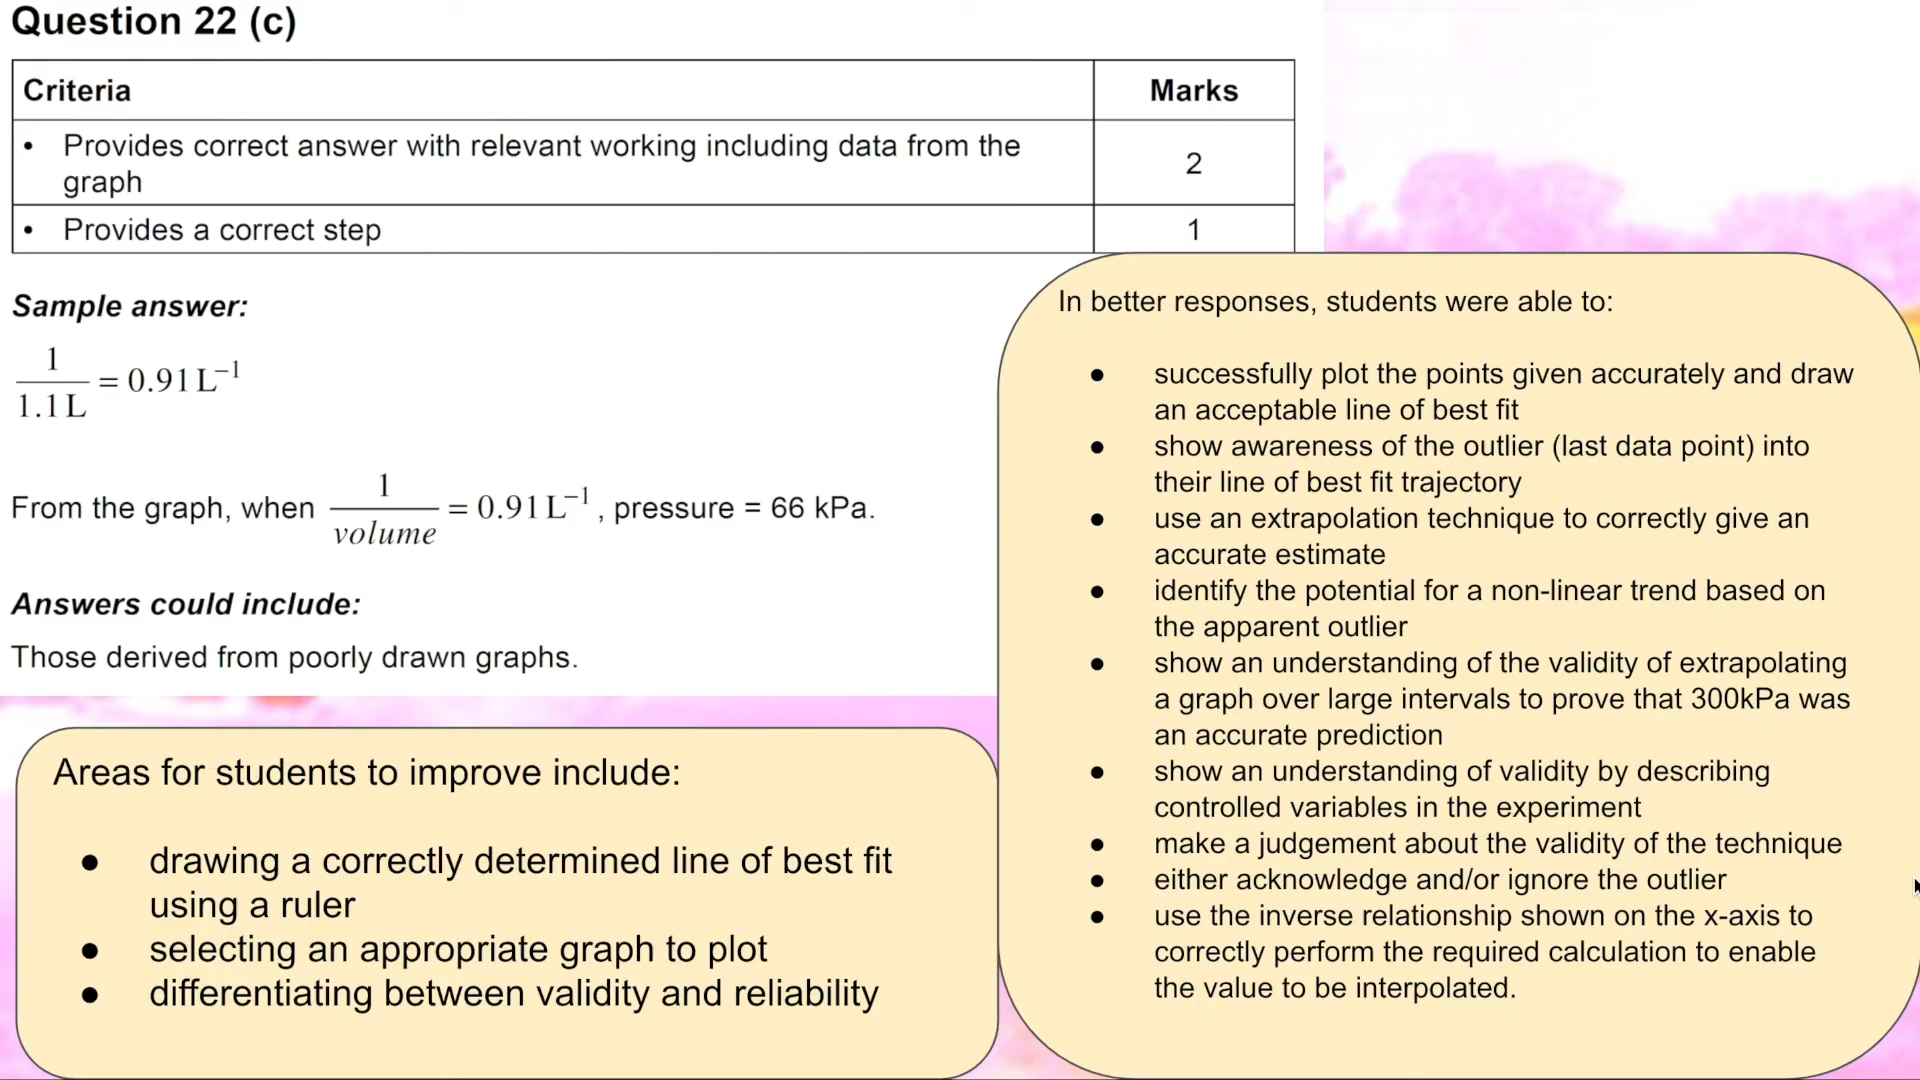 Question 22 (c)
Criteria
Marks
• Provides correct answer with relevant working including data from the
graph
2
• Provides a correct step
1
Sample answer:
1
1.1 L = 0.91 L⁻¹
From the graph, when 1/volume = 0.91 L⁻¹, pressure = 66 kPa.
Answers could include:
Those derived from poorly drawn graphs.
Areas for students to improve include:
● drawing a correctly determined line of best fit
using a ruler
● selecting an appropriate graph to plot
● differentiating between validity and reliability
In better responses, students were able to:
● successfully plot the points given accurately and draw
an acceptable line of best fit
● show awareness of the outlier (last data point) into
their line of best fit trajectory
● use an extrapolation technique to correctly give an
accurate estimate
● identify the potential for a non-linear trend based on
the apparent outlier
● show an understanding of the validity of extrapolating
a graph over large intervals to prove that 300kPa was
an accurate prediction
● show an understanding of validity by describing
controlled variables in the experiment
● make a judgement about the validity of the technique
● either acknowledge and/or ignore the outlier
● use the inverse relationship shown on the x-axis to
correctly perform the required calculation to enable
the value to be interpolated.